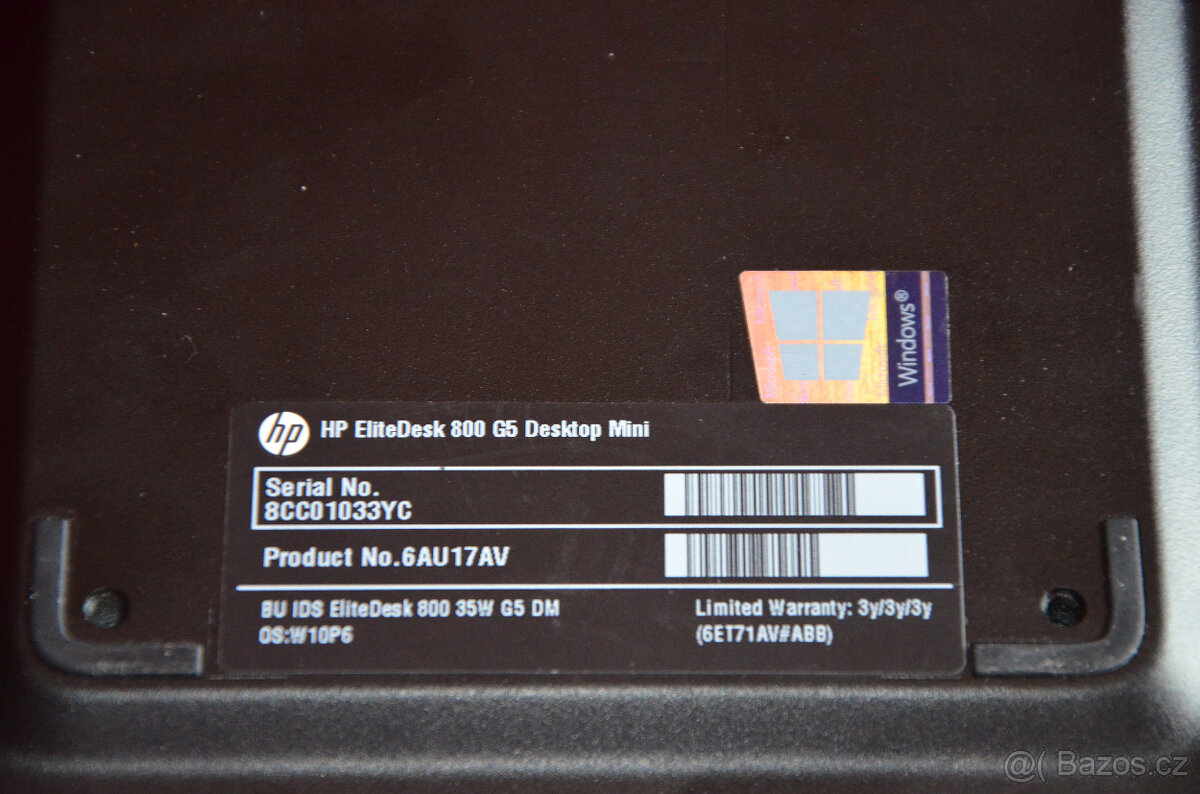 Windows®
hp HP EliteDesk 800 G5 Desktop Mini
Serial No.
8CC01033YC
Product No.6AU17AV
BU IDS EliteDesk 800 35W G5 DM
OS:W10P6
Limited Warranty: 3y/3y/3y
(6ET71AV#ABB)
@( Bazos.cz